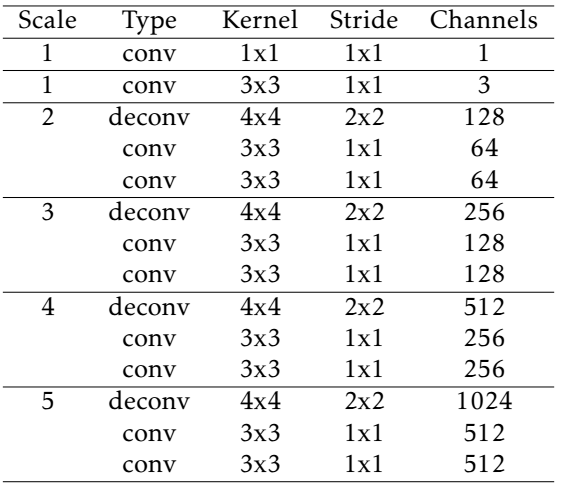 Scale Type Kernel Stride Channels
1 conv 1x1 1x1 1
1 conv 3x3 1x1 3
2 deconv 4x4 2x2 128
conv 3x3 1x1 64
conv 3x3 1x1 64
3 deconv 4x4 2x2 256
conv 3x3 1x1 128
conv 3x3 1x1 128
4 deconv 4x4 2x2 512
conv 3x3 1x1 256
conv 3x3 1x1 256
5 deconv 4x4 2x2 1024
conv 3x3 1x1 512
conv 3x3 1x1 512